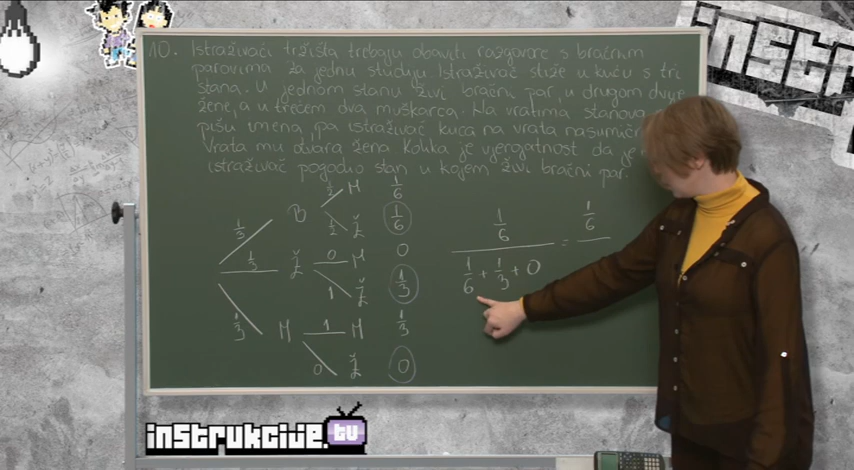 10. Istraživači tržišta trebaju obaviti razgovore s bračnim
parovima za jednu studiju. Istraživač stiže u kuću s tri
stana. U jednom stanu živi bračni par, u drugom dvije
žene, a u trećem dva muškarca. Na vratima stanova
pišu imena, pa istraživač kuca na vrata
Vrata mu otvara žena. Kolika je vjerojatnost da je
istraživač pogodio stan u kojem živi bračni par.
1/3 B 1/2 M 1/6
1/2 Ž 1/6
1/3 Ž 0 M 0
1 Ž 1/3
1/3 M 1 M 1/3
0 Ž 0
1/6 = 1/6
1/6 + 1/3 + 0
instrukcije.tv